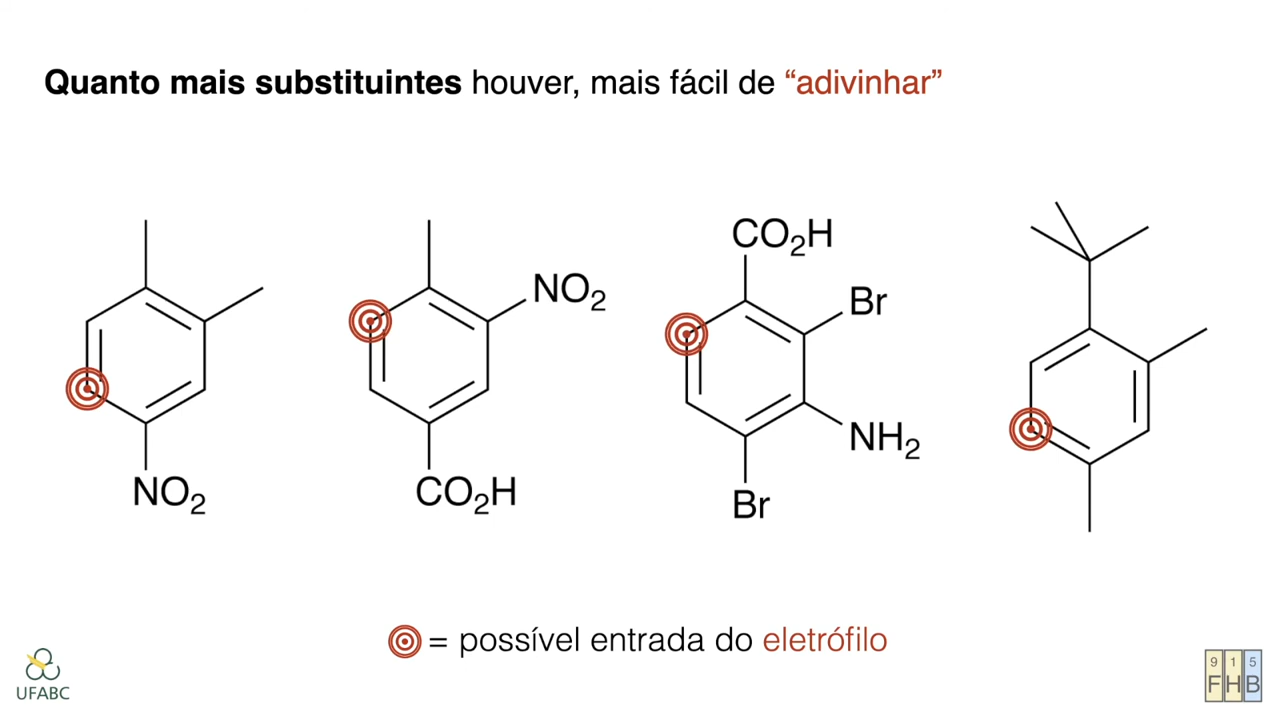 Quanto mais substituintes houver, mais fácil de “adivinhar”
CO₂H
NO₂
Br
NH₂
NO₂
CO₂H
Br
= possível entrada do eletrófilo
UFABC
9 1 5
F H B